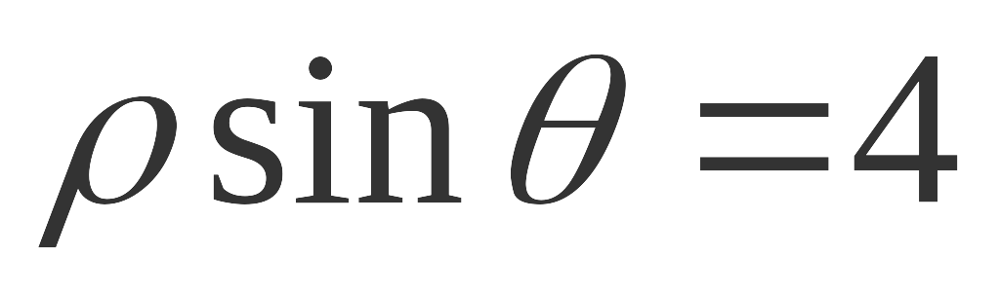 ρ sin θ = 4